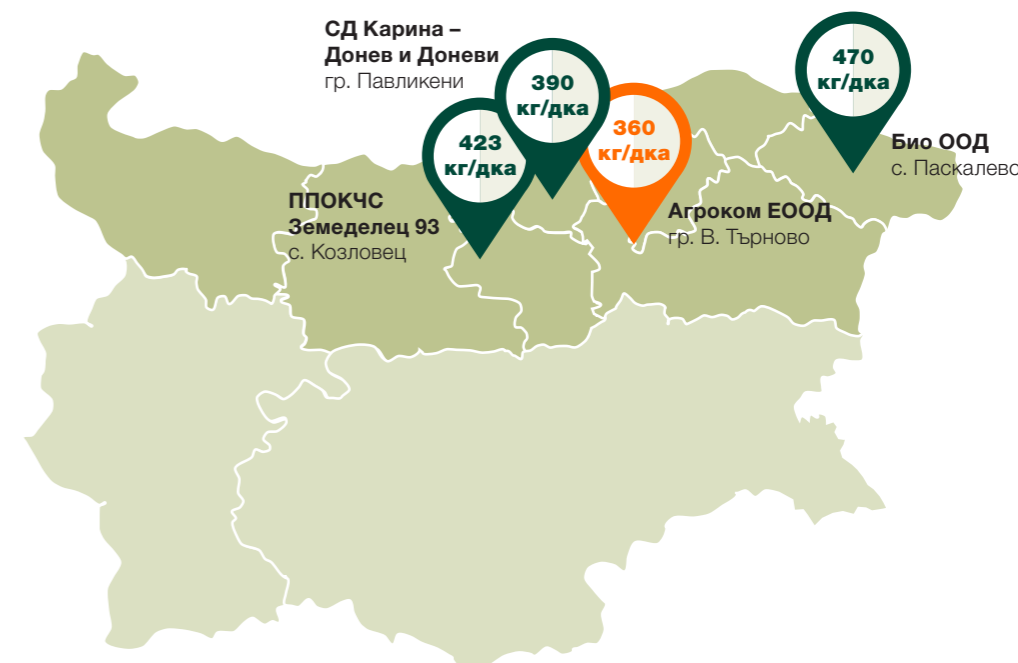 СД Карина –
Донев и Доневи
гр. Павликени
390
кг/дка
470
кг/дка
423
кг/дка
360
кг/дка
Био ООД
с. Паскалево
ППОКЧС
Земеделец 93
с. Козловец
Агроком ЕООД
гр. В. Търново